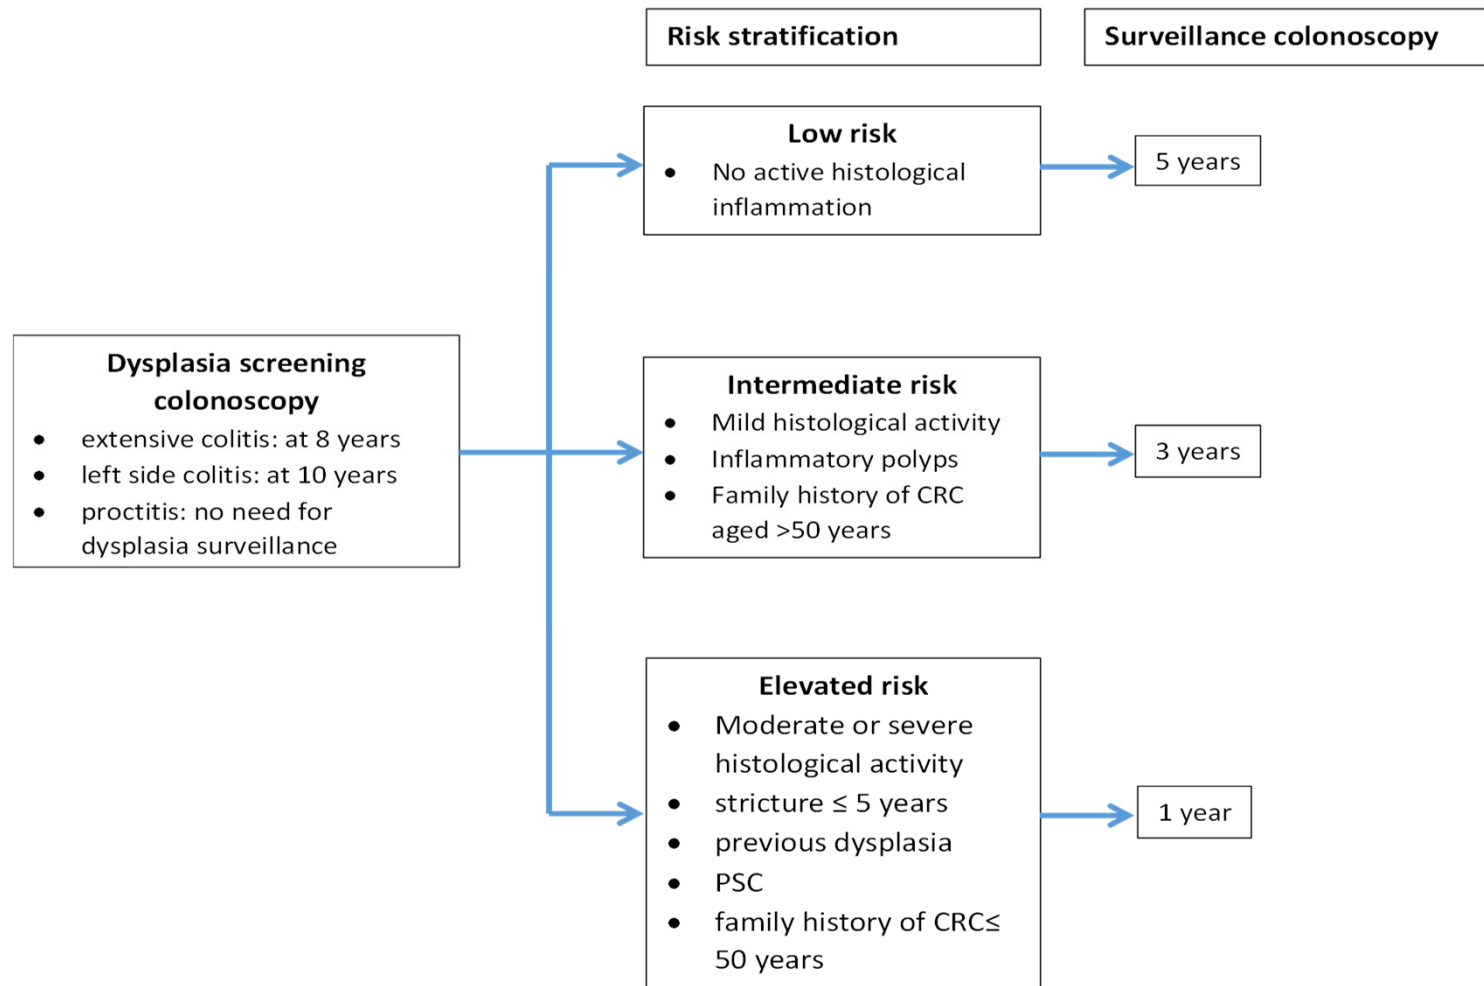 Risk stratification
Surveillance colonoscopy
Low risk
• No active histological
inflammation
5 years
Dysplasia screening
colonoscopy
• extensive colitis: at 8 years
• left side colitis: at 10 years
• proctitis: no need for
dysplasia surveillance
Intermediate risk
• Mild histological activity
• Inflammatory polyps
• Family history of CRC
aged >50 years
3 years
Elevated risk
• Moderate or severe
histological activity
• stricture ≤ 5 years
• previous dysplasia
• PSC
• family history of CRC≤
50 years
1 year